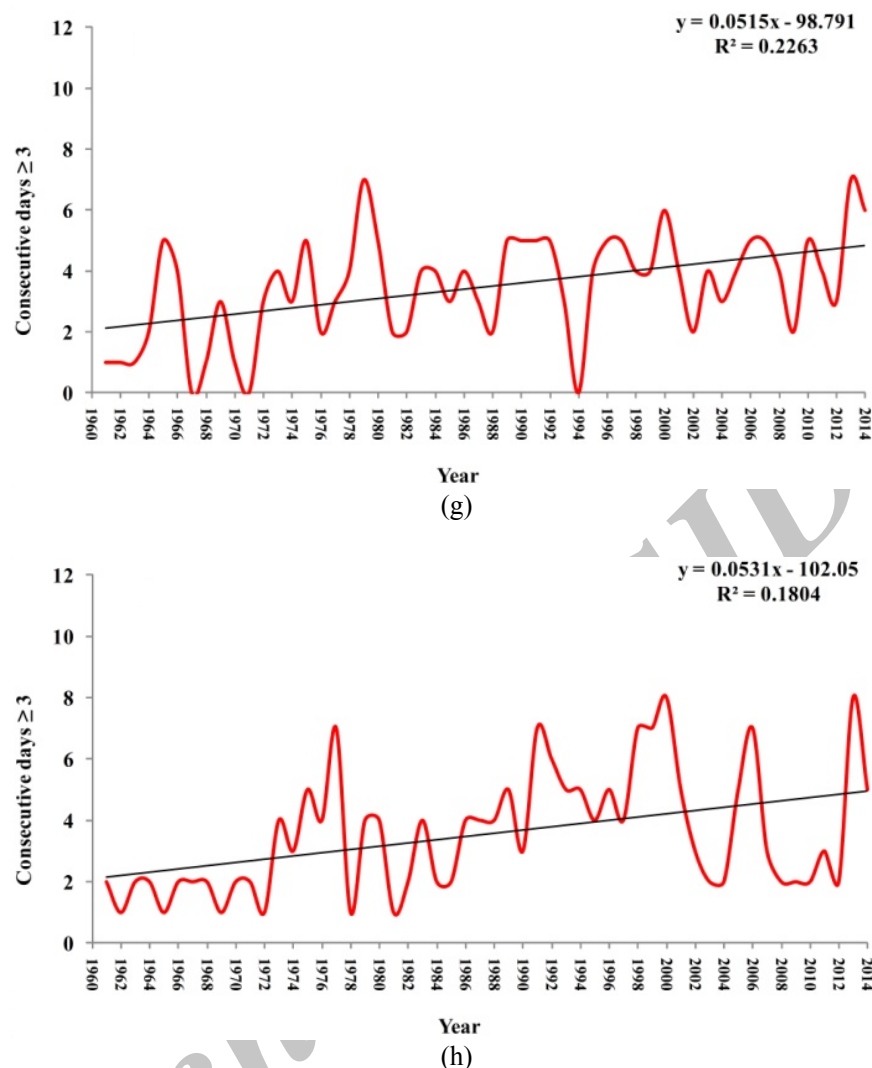 y = 0.0515x - 98.791
R² = 0.2263
12
10
8
6
4
2
0
Consecutive days ≥ 3
1960 1962 1964 1966 1968 1970 1972 1974 1976 1978 1980 1982 1984 1986 1988 1990 1992 1994 1996 1998 2000 2002 2004 2006 2008 2010 2012 2014
Year
(g)
y = 0.0531x - 102.05
R² = 0.1804
12
10
8
6
4
2
0
Consecutive days ≥ 3
1960 1962 1964 1966 1968 1970 1972 1974 1976 1978 1980 1982 1984 1986 1988 1990 1992 1994 1996 1998 2000 2002 2004 2006 2008 2010 2012 2014
Year
(h)